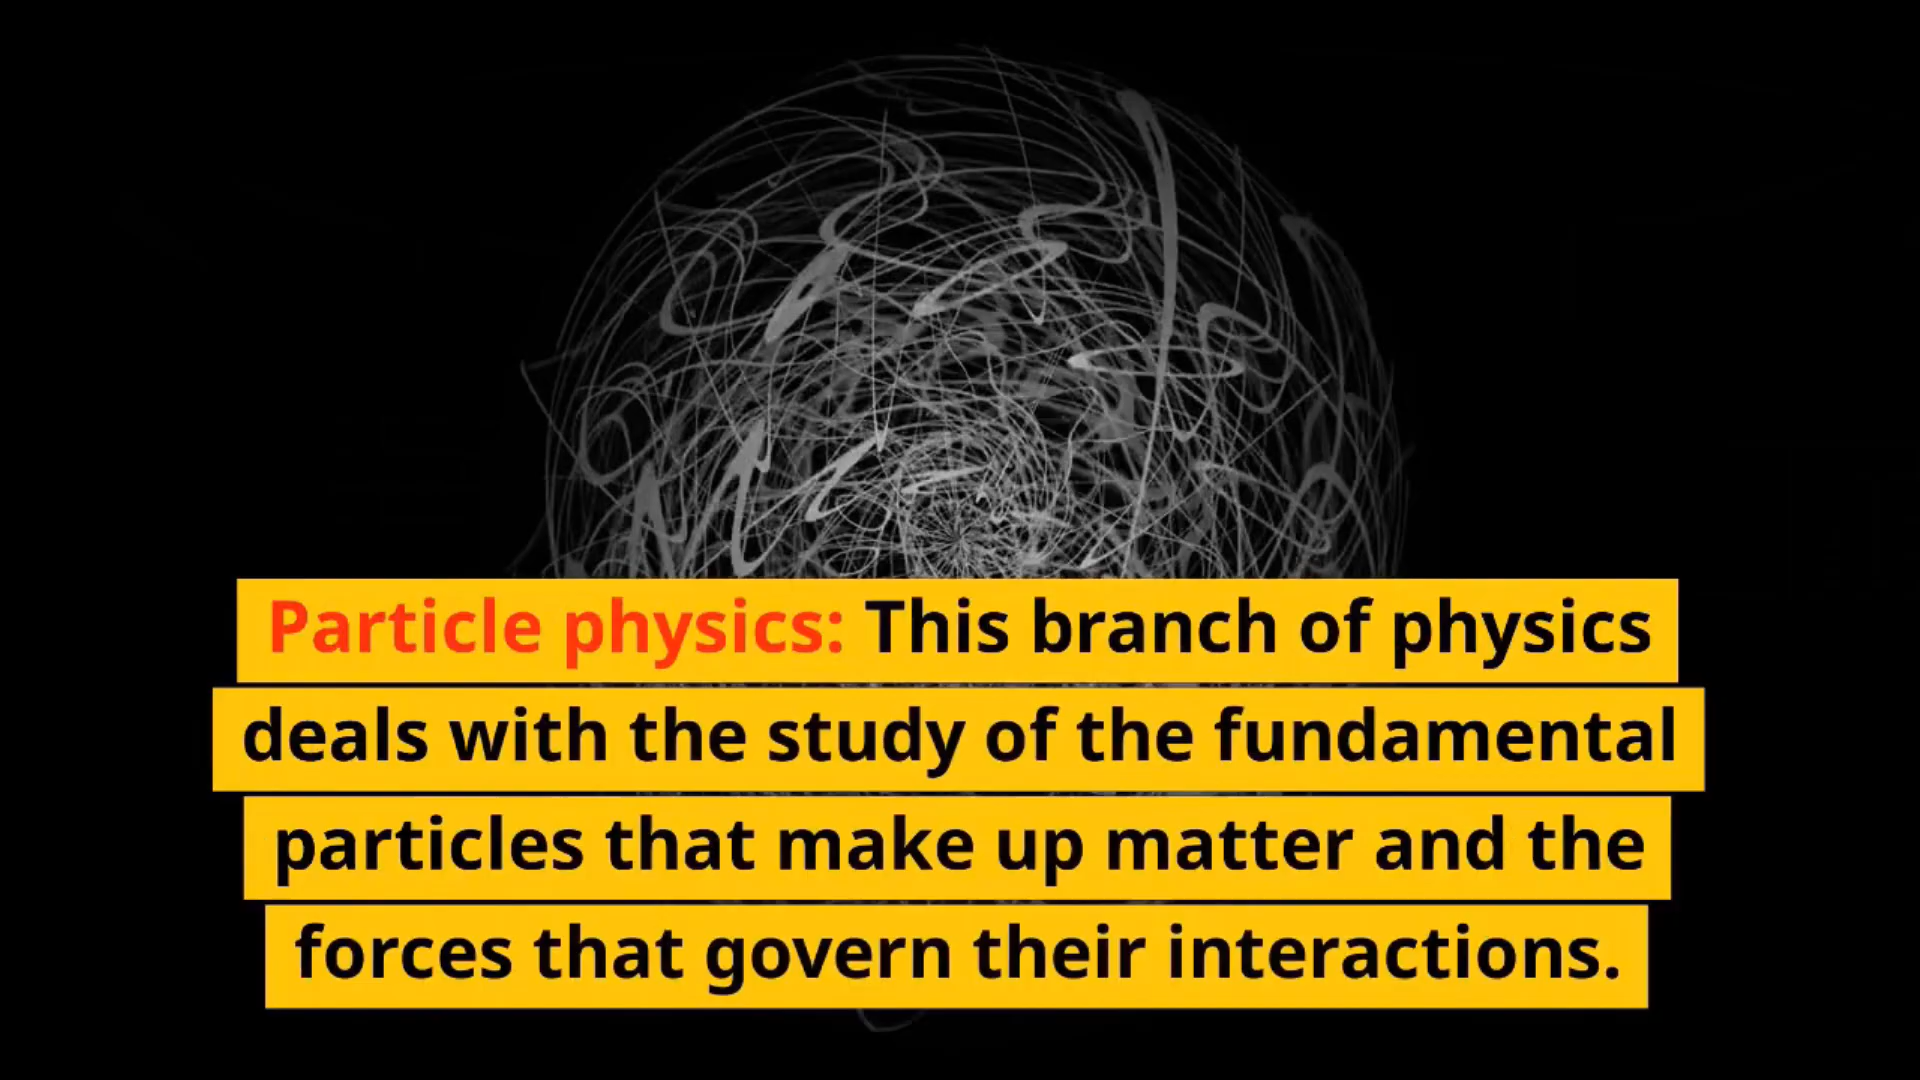 Particle physics: This branch of physics
deals with the study of the fundamental
particles that make up matter and the
forces that govern their interactions.